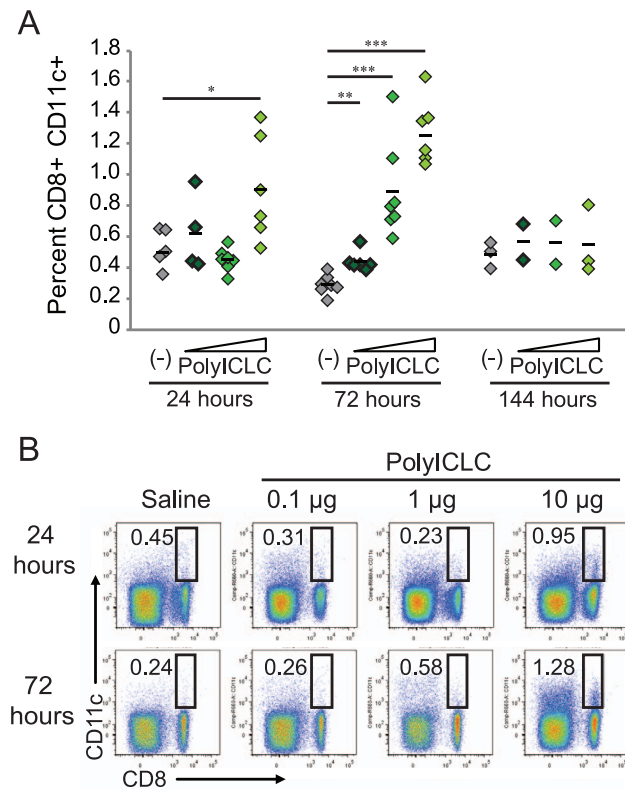 A
Percent CD8+ CD11c+
1.8
1.6
1.4
1.2
1.0
0.8
0.6
0.4
0.2
0
*
**
***
***
(-) PolyICLC (-) PolyICLC (-) PolyICLC
24 hours 72 hours 144 hours
B
PolyICLC
Saline 0.1 µg 1 µg 10 µg
24 hours
0.45 0.31 0.23 0.95
72 hours
0.24 0.26 0.58 1.28
CD11c
CD8